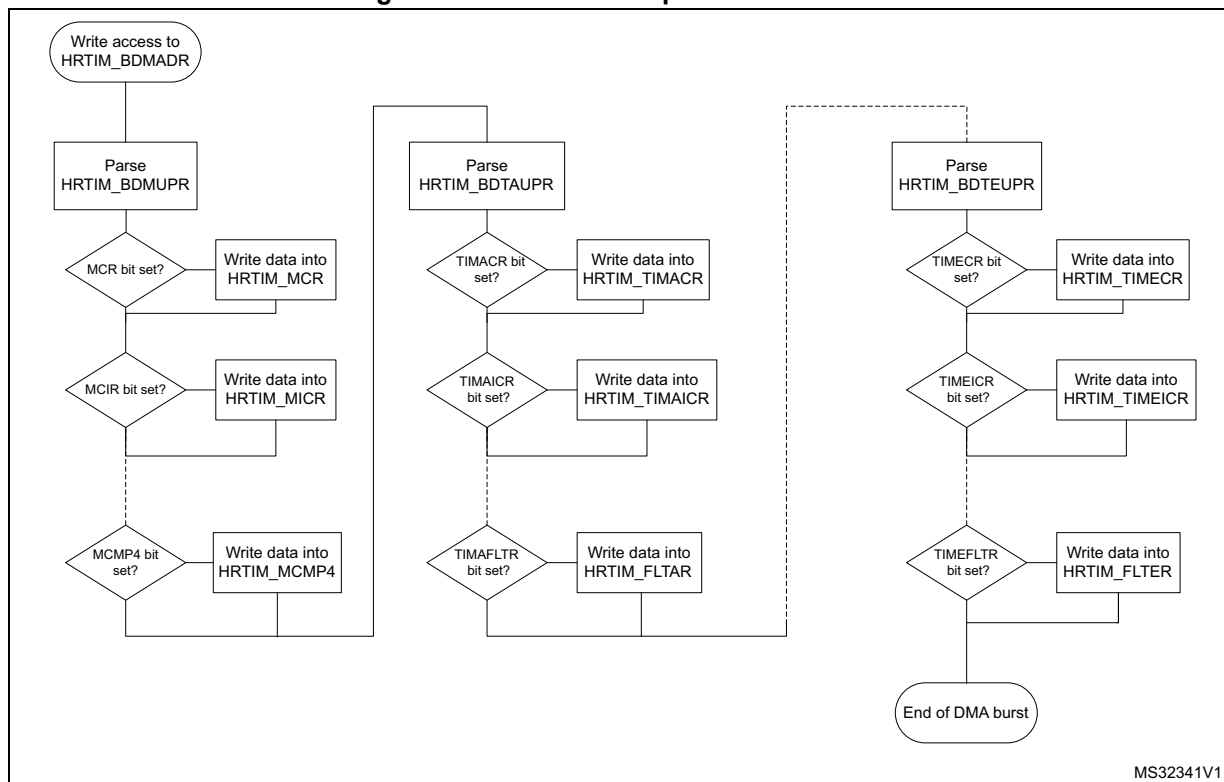 Write access to
HRTIM_BDMADR
Parse
HRTIM_BDMUPR
MCR bit set?
Write data into
HRTIM_MCR
MCIR bit set?
Write data into
HRTIM_MICR
MCMP4 bit
set?
Write data into
HRTIM_MCMP4
Parse
HRTIM_BDTAUPR
TIMACR bit
set?
Write data into
HRTIM_TIMACR
TIMAICR
bit set?
Write data into
HRTIM_TIMAICR
TIMAFLTR
bit set?
Write data into
HRTIM_FLTAR
Parse
HRTIM_BDTEUPR
TIMECR bit
set?
Write data into
HRTIM_TIMECR
TIMEICR
bit set?
Write data into
HRTIM_TIMEICR
TIMEFLTR
bit set?
Write data into
HRTIM_FLTER
End of DMA burst
MS32341V1